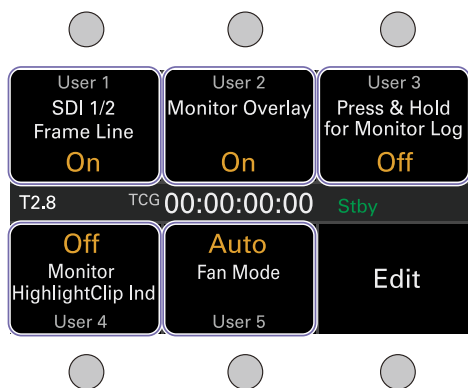 User 1
SDI 1/2
Frame Line
On
User 2
Monitor Overlay
On
User 3
Press & Hold
for Monitor Log
Off
T2.8
TCG 00:00:00:00
Stby
Off
Monitor
HighlightClip Ind
User 4
Auto
Fan Mode
User 5
Edit